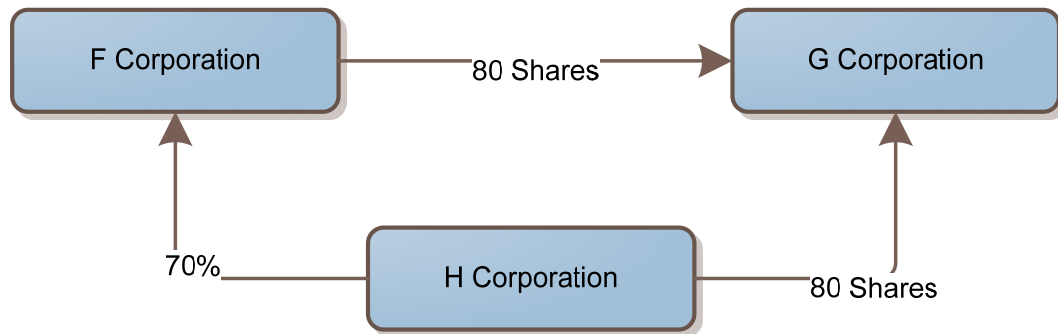 F Corporation
80 Shares
G Corporation
70%
H Corporation
80 Shares